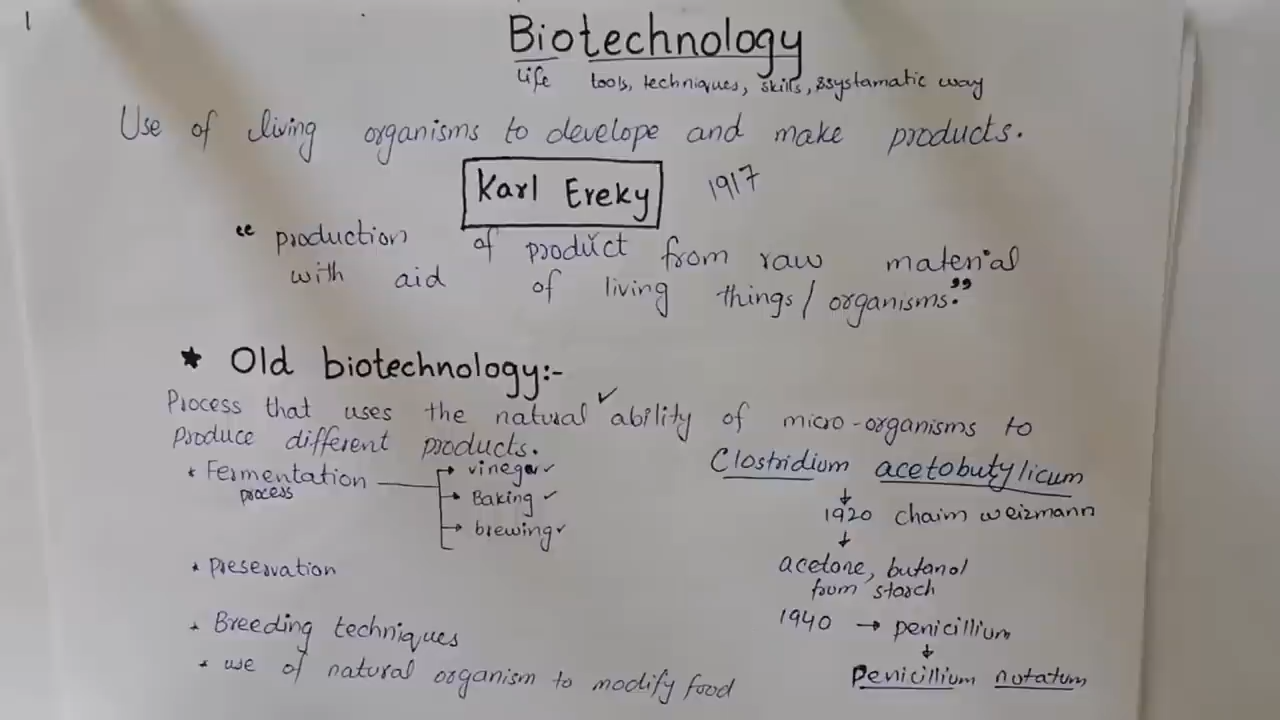 1
Biotechnology
Life tools, techniques, skills, &systamatic way
Use of living organisms to develope and make products.
Karl Ereky 1917
"production of product from raw material
with aid of living things/organisms."
★ Old biotechnology:-
Process that uses the natural ✓ ability of micro-organisms to
produce different products.
* Fermentation → vinegar ✓
process → Baking ✓
→ brewing ✓
* preservation
* Breeding techniques
* use of natural organism to modify food
Clostridium acetobutylicum
↓
1920 chaim weizmann
↓
acetone, butanol
from starch
1940 → penicillium
↓
Penicillium notatum